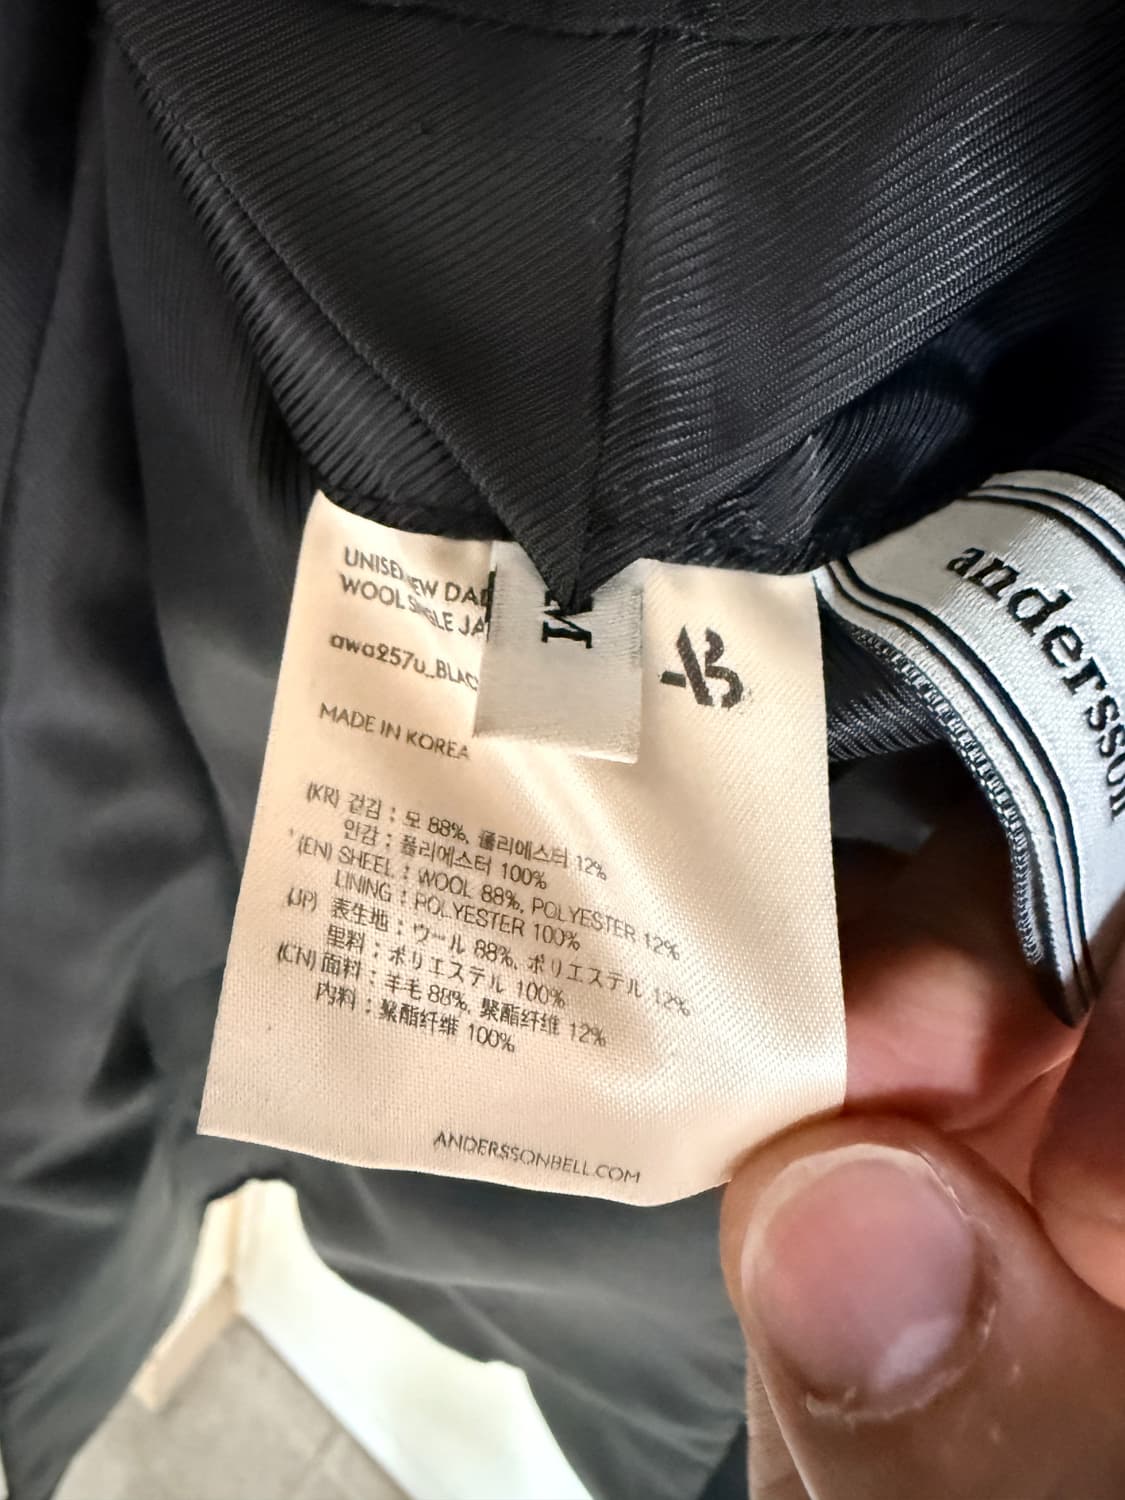 UNISEX NEW DAD
WOOL SINGLE JA
awa257u_BLAC
MADE IN KOREA
M
(KR) 겉감 : 모 88%, 폴리에스터 12%
안감 : 폴리에스터 100%
(EN) SHEEL : WOOL 88%, POLYESTER 12%
LINING : POLYESTER 100%
(JP) 表生地 : ウール 88%, ポリエステル 12%
里料 : ポリエステル 100%
(CN) 面料 : 羊毛 88%, 聚酯纤维 12%
内料 : 聚酯纤维 100%
ANDERSSONBELL.COM
andersson